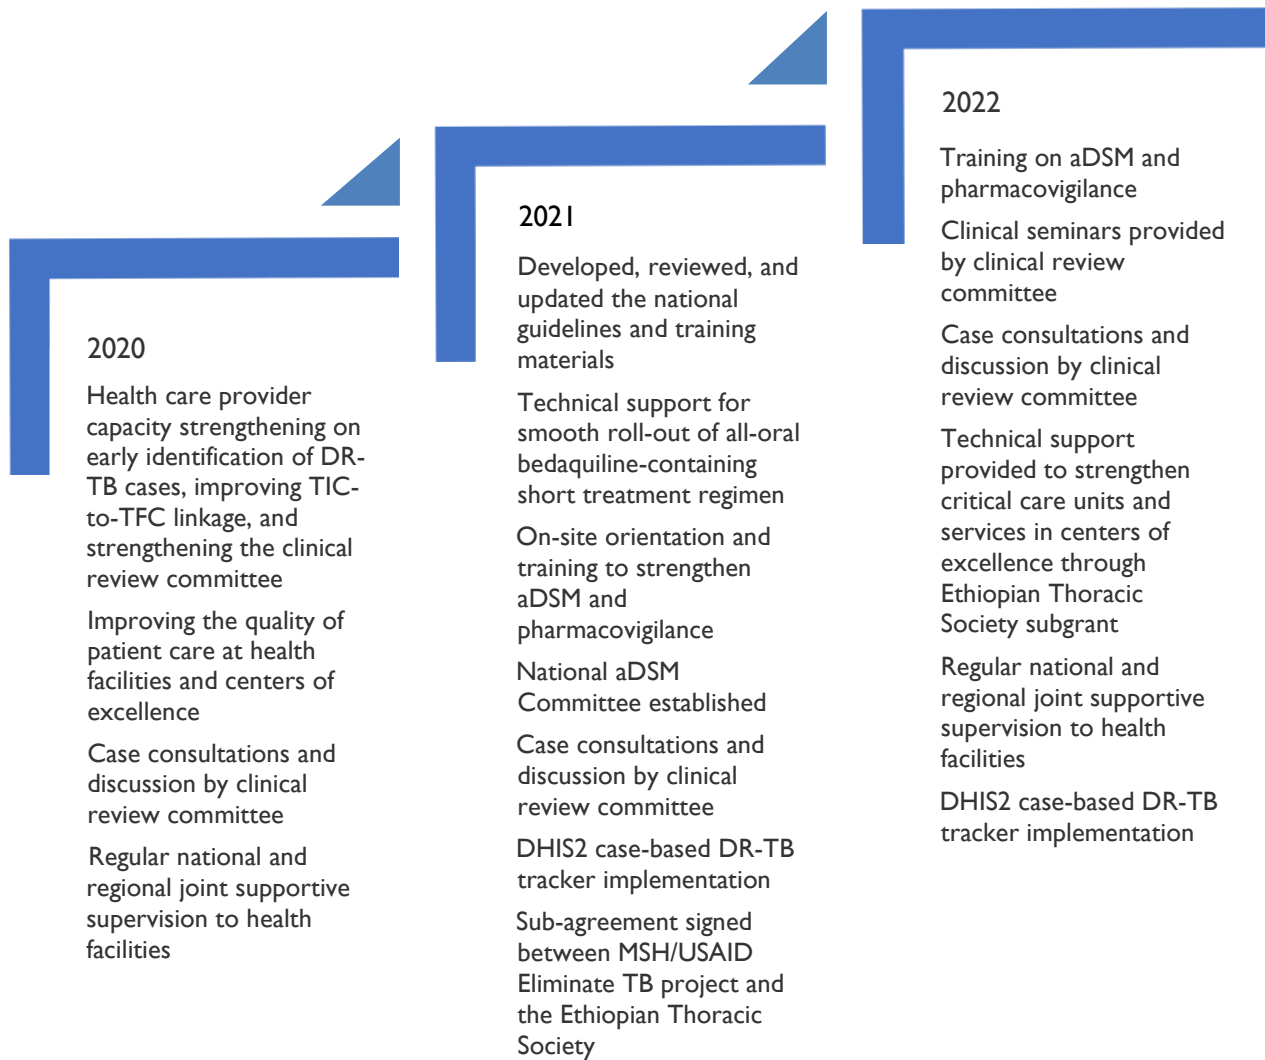 2020
Health care provider
capacity strengthening on
early identification of DR-
TB cases, improving TIC-
to-TFC linkage, and
strengthening the clinical
review committee
Improving the quality of
patient care at health
facilities and centers of
excellence
Case consultations and
discussion by clinical
review committee
Regular national and
regional joint supportive
supervision to health
facilities
2021
Developed, reviewed, and
updated the national
guidelines and training
materials
Technical support for
smooth roll-out of all-oral
bedaquiline-containing
short treatment regimen
On-site orientation and
training to strengthen
aDSM and
pharmacovigilance
National aDSM
Committee established
Case consultations and
discussion by clinical
review committee
DHIS2 case-based DR-TB
tracker implementation
Sub-agreement signed
between MSH/USAID
Eliminate TB project and
the Ethiopian Thoracic
Society
2022
Training on aDSM and
pharmacovigilance
Clinical seminars provided
by clinical review
committee
Case consultations and
discussion by clinical
review committee
Technical support
provided to strengthen
critical care units and
services in centers of
excellence through
Ethiopian Thoracic
Society subgrant
Regular national and
regional joint supportive
supervision to health
facilities
DHIS2 case-based DR-TB
tracker implementation